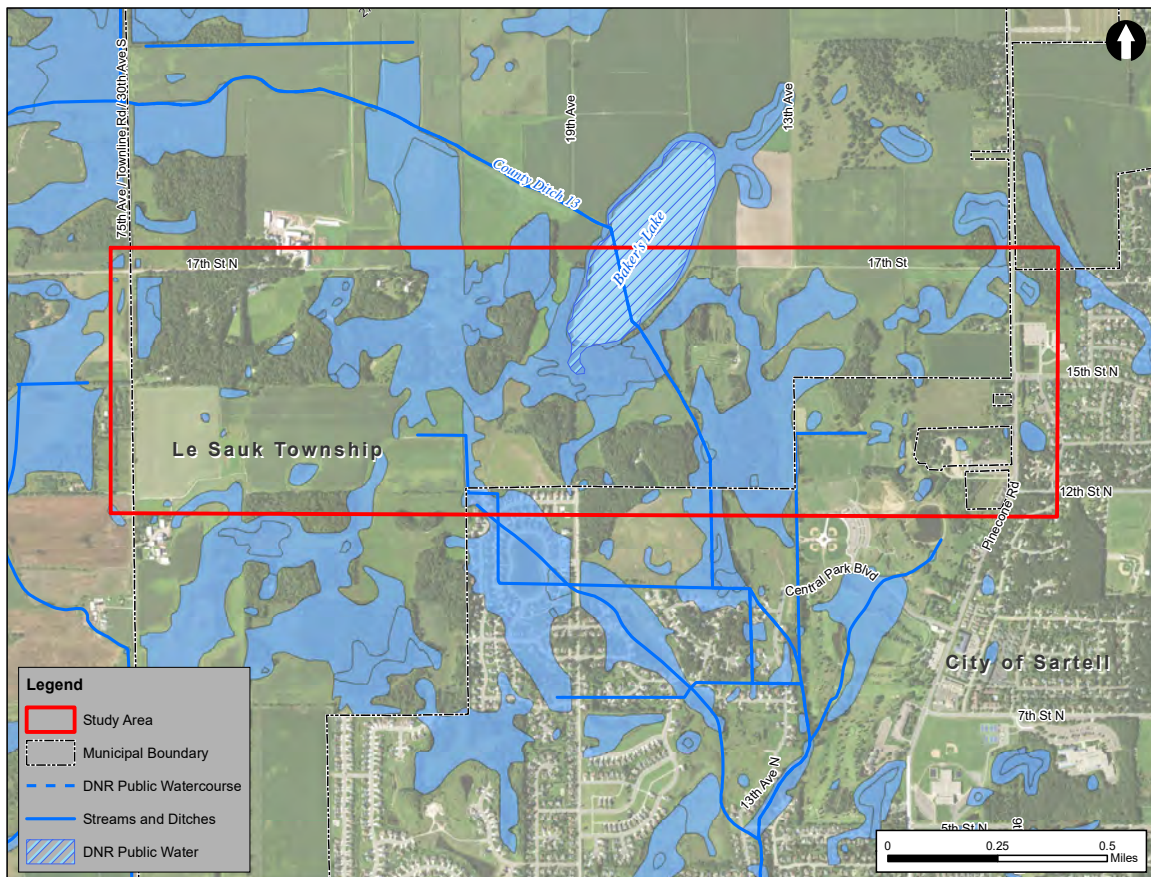 75th Ave / Townline Rd / 30th Ave S
19th Ave
13th Ave
County Ditch 13
Baker's Lake
17th St N
17th St
15th St N
Le Sauk Township
12th St N
Pinecone Rd
Central Park Blvd
City of Sartell
7th St N
13th Ave N
5th St N
Legend
Study Area
Municipal Boundary
DNR Public Watercourse
Streams and Ditches
DNR Public Water
0 0.25 0.5
Miles